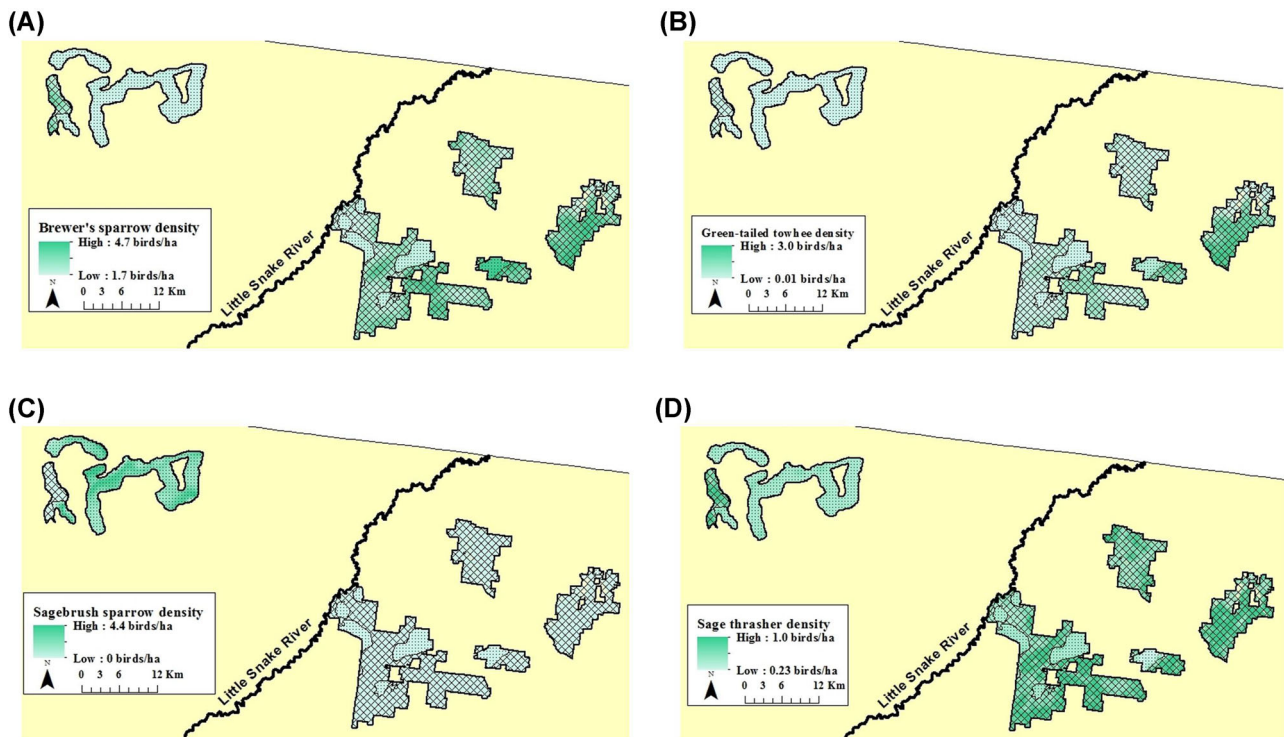 (A)
Brewer's sparrow density
High : 4.7 birds/ha
Low : 1.7 birds/ha
N
0 3 6 12 Km
Little Snake River
(B)
Green-tailed towhee density
High : 3.0 birds/ha
Low : 0.01 birds/ha
N
0 3 6 12 Km
Little Snake River
(C)
Sagebrush sparrow density
High : 4.4 birds/ha
Low : 0 birds/ha
N
0 3 6 12 Km
Little Snake River
(D)
Sage thrasher density
High : 1.0 birds/ha
Low : 0.23 birds/ha
N
0 3 6 12 Km
Little Snake River